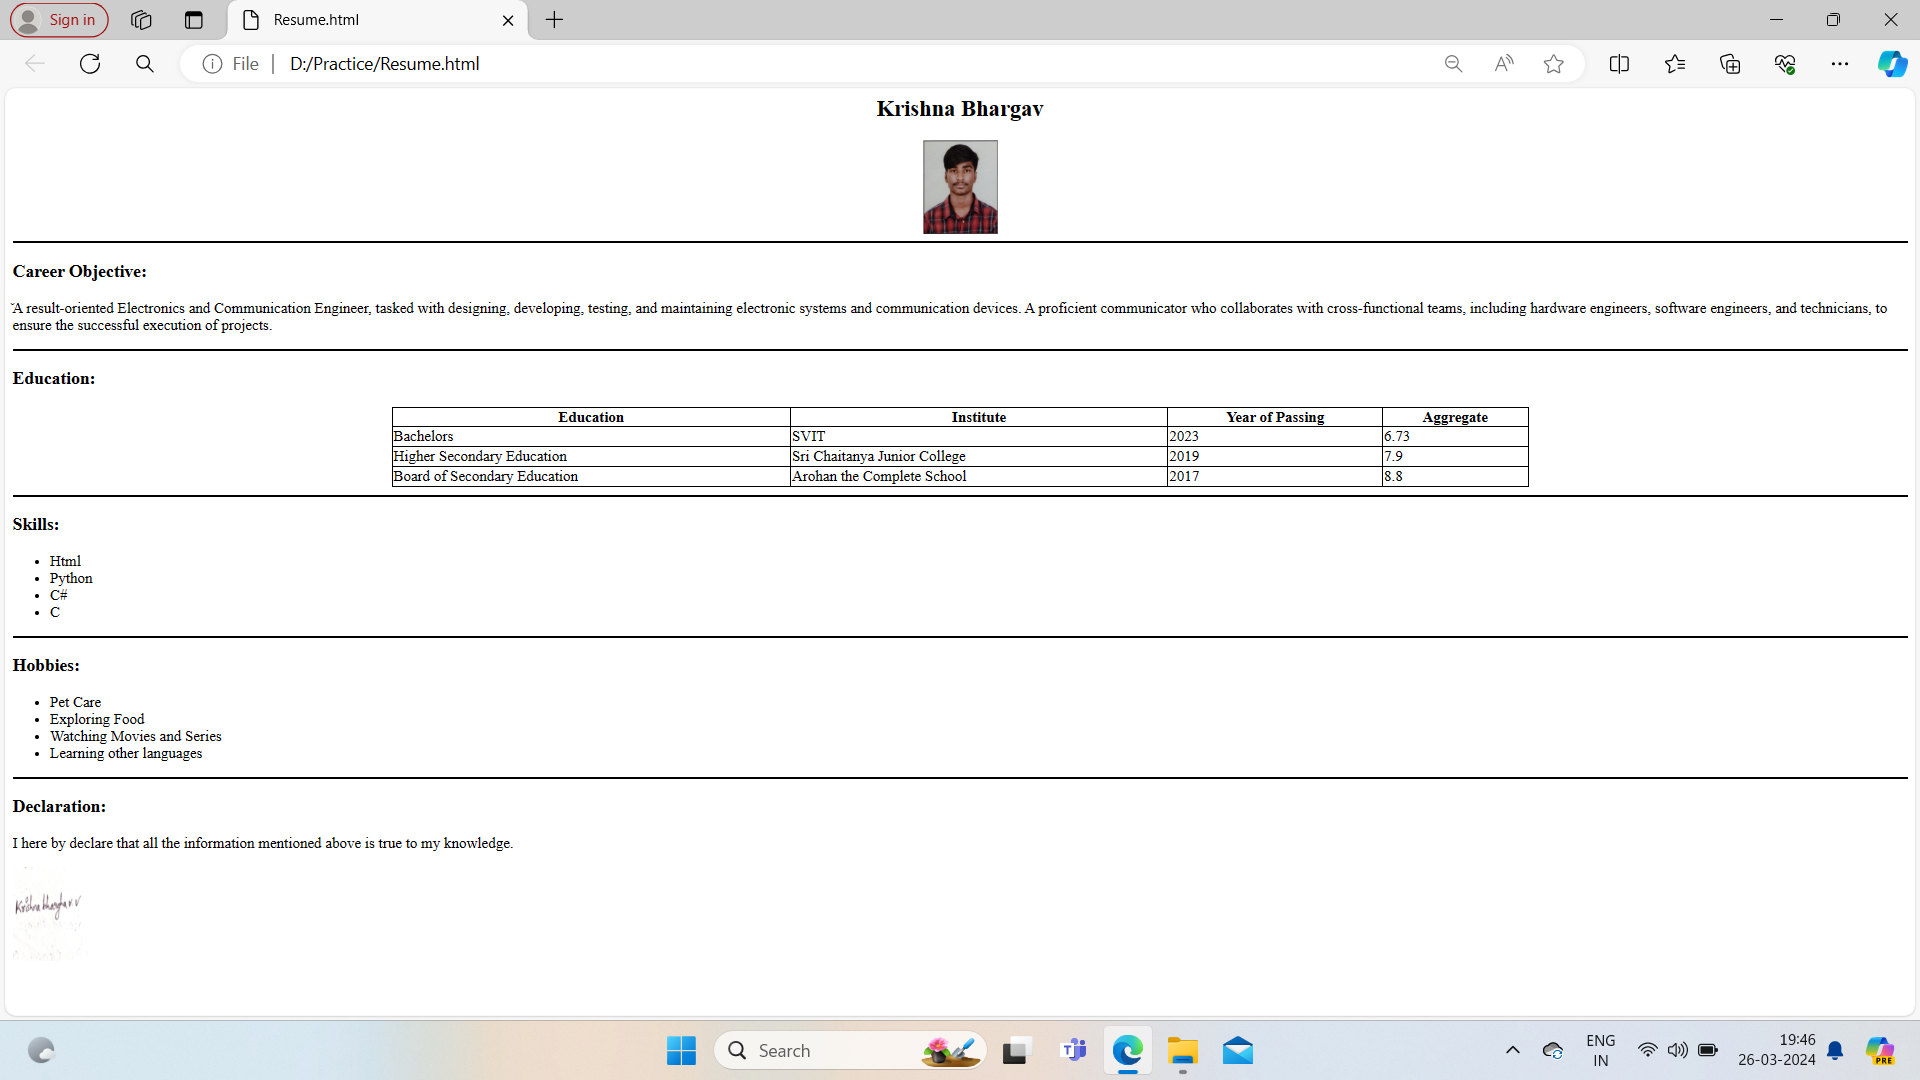 Sign in
Resume.html
File
D:/Practice/Resume.html
Krishna Bhargav
Career Objective:
A result-oriented Electronics and Communication Engineer, tasked with designing, developing, testing, and maintaining electronic systems and communication devices. A proficient communicator who collaborates with cross-functional teams, including hardware engineers, software engineers, and technicians, to
ensure the successful execution of projects.
Education:
Education Institute Year of Passing Aggregate
Bachelors SVIT 2023 6.73
Higher Secondary Education Sri Chaitanya Junior College 2019 7.9
Board of Secondary Education Arohan the Complete School 2017 8.8
Skills:
• Html
• Python
• C#
• C
Hobbies:
• Pet Care
• Exploring Food
• Watching Movies and Series
• Learning other languages
Declaration:
I here by declare that all the information mentioned above is true to my knowledge.
Search
ENG
IN
19:46
26-03-2024
PRE